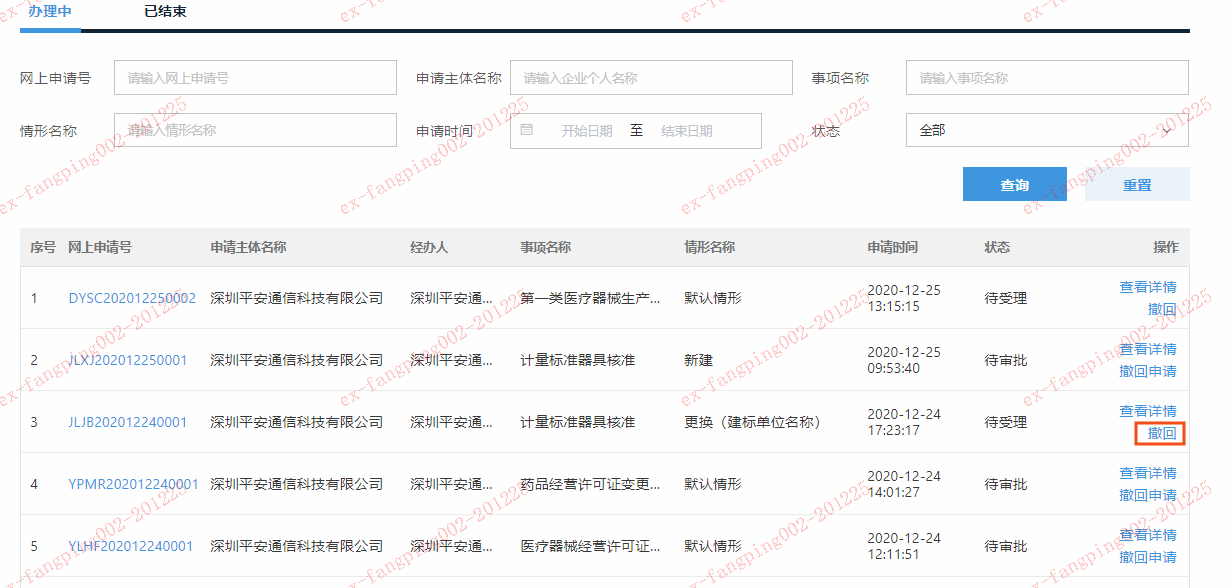 办理中 已结束
网上申请号 请输入网上申请号 申请主体名称 请输入企业个人名称 事项名称 请输入事项名称
情形名称 请输入情形名称 申请时间 开始日期 至 结束日期 状态 全部
查询 重置
序号 网上申请号 申请主体名称 经办人 事项名称 情形名称 申请时间 状态 操作
1 DYSC202012250002 深圳平安通信科技有限公司 深圳平安通... 第一类医疗器械生产... 默认情形 2020-12-25 13:15:15 待受理 查看详情 撤回
2 JLXJ202012250001 深圳平安通信科技有限公司 深圳平安通... 计量标准器具核准 新建 2020-12-25 09:53:40 待审批 查看详情 撤回申请
3 JLJB202012240001 深圳平安通信科技有限公司 深圳平安通... 计量标准器具核准 更换（建标单位名称） 2020-12-24 17:23:17 待受理 查看详情 撤回
4 YPMR202012240001 深圳平安通信科技有限公司 深圳平安通... 药品经营许可证变更... 默认情形 2020-12-24 14:01:27 待审批 查看详情 撤回申请
5 YLHF202012240001 深圳平安通信科技有限公司 深圳平安通... 医疗器械经营许可证... 默认情形 2020-12-24 12:11:51 待审批 查看详情 撤回申请
ex-fangping002-201225